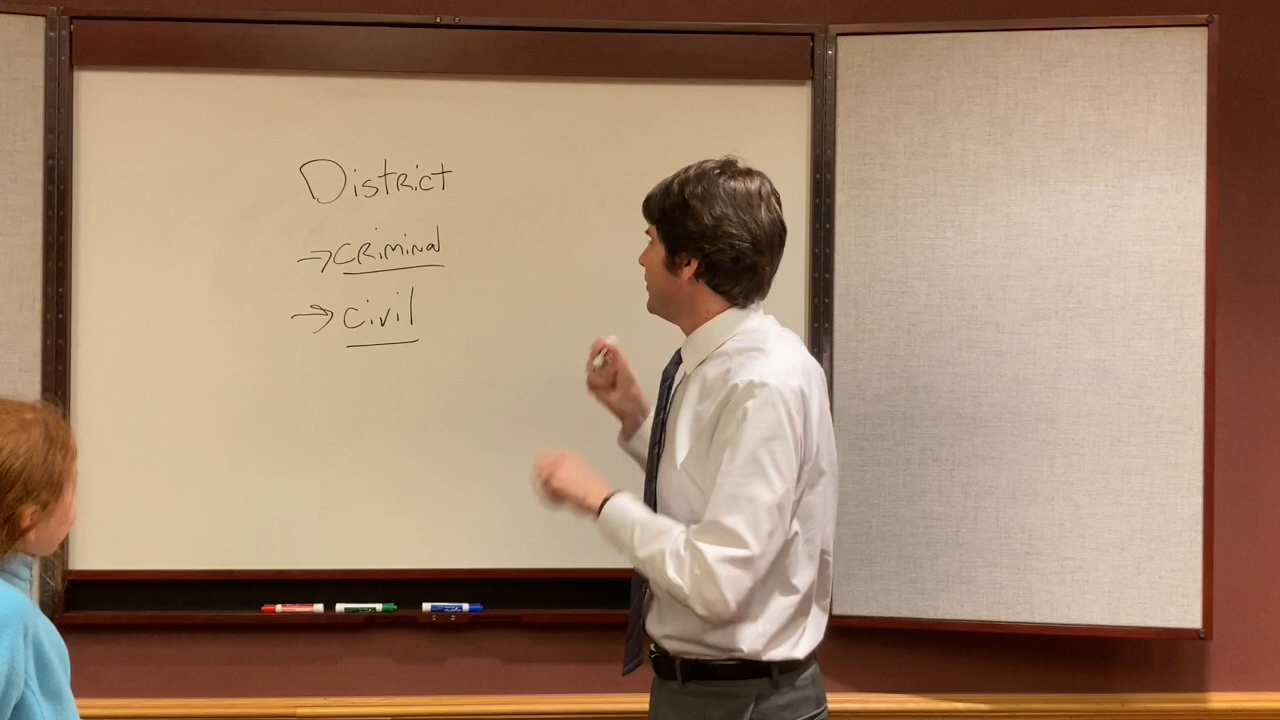 District
→ criminal
→ civil